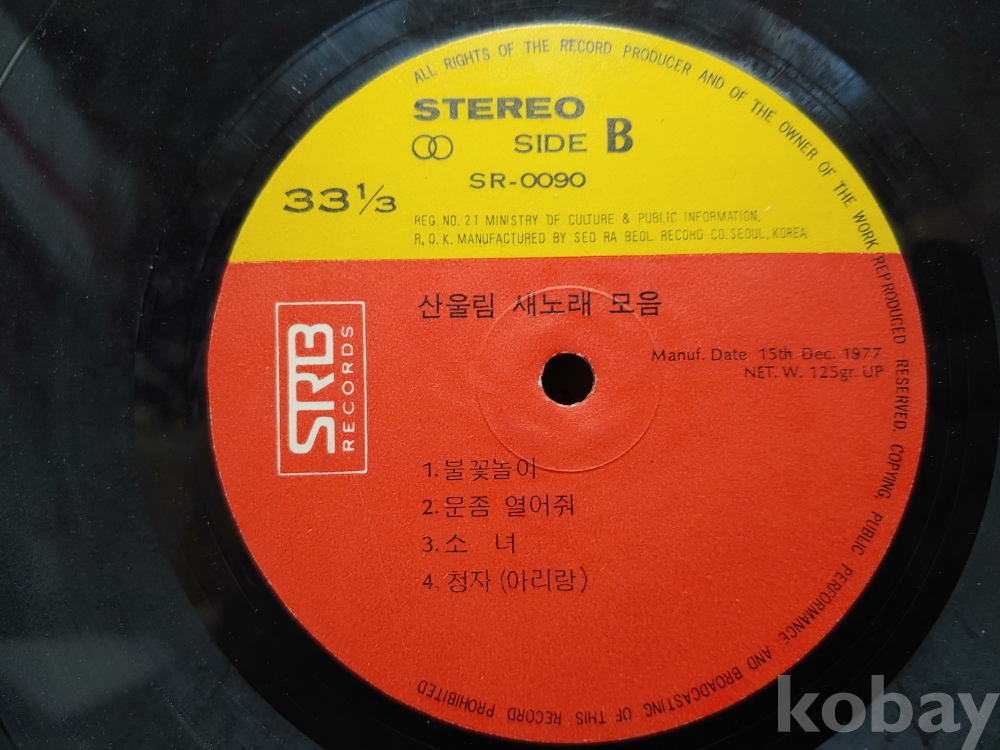 ALL RIGHTS OF THE RECORD PRODUCER AND OF THE OWNER OF THE WORK REPRODUCED RESERVED. COPYING, PUBLIC PERFORMANCE AND BROADCASTING OF THIS RECORD PROHIBITED
STEREO
SIDE B
SR-0090
33 1/3
REG. NO. 21 MINISTRY OF CULTURE & PUBLIC INFORMATION,
R. O. K. MANUFACTURED BY SEO RA BEOL RECORD CO. SEOUL, KOREA
산울림 새노래 모음
SRB
RECORDS
Manuf. Date 15th Dec. 1977
NET. W. 125gr. UP
1. 불꽃놀이
2. 문좀 열어줘
3. 소 녀
4. 청자 (아리랑)
kobay